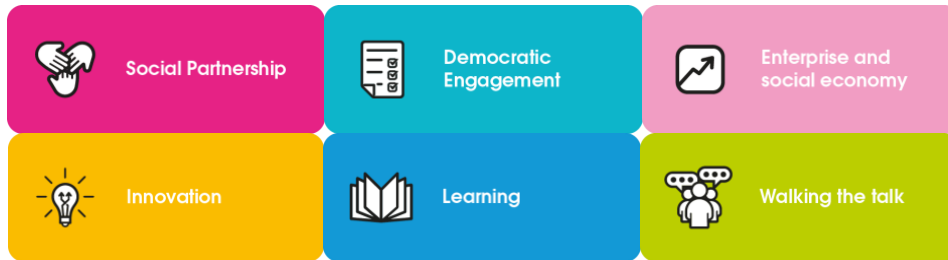 Social Partnership
Democratic
Engagement
Enterprise and
social economy
Innovation
Learning
Walking the talk